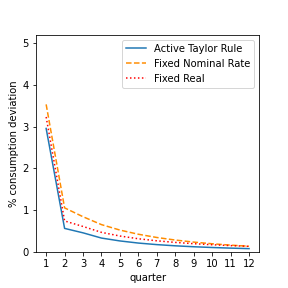 5
4
3
2
1
0
% consumption deviation
Active Taylor Rule
Fixed Nominal Rate
Fixed Real
1 2 3 4 5 6 7 8 9 10 11 12
quarter